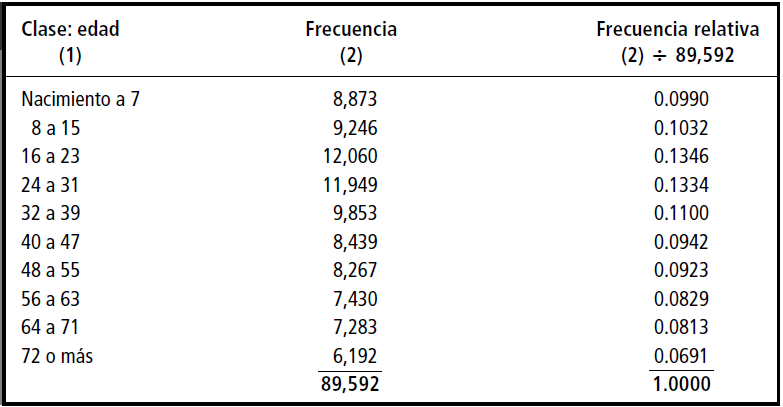 Clase: edad Frecuencia Frecuencia relativa
(1) (2) (2) ÷ 89,592
Nacimiento a 7 8,873 0.0990
8 a 15 9,246 0.1032
16 a 23 12,060 0.1346
24 a 31 11,949 0.1334
32 a 39 9,853 0.1100
40 a 47 8,439 0.0942
48 a 55 8,267 0.0923
56 a 63 7,430 0.0829
64 a 71 7,283 0.0813
72 o más 6,192 0.0691
89,592 1.0000